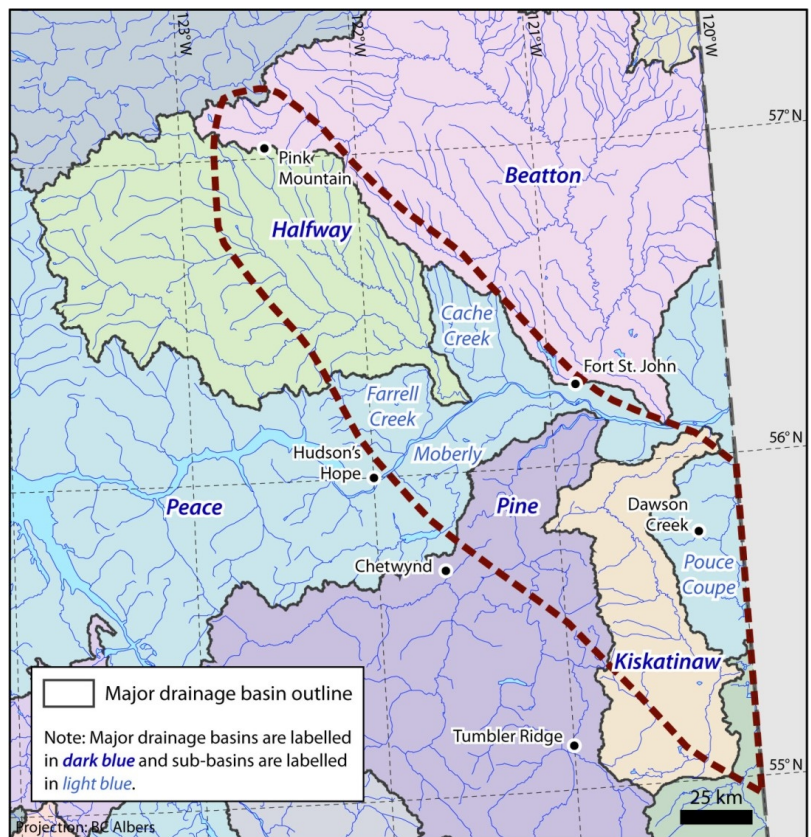 123°W
122°W
121°W
120°W
57° N
Pink
Mountain
Beatton
Halfway
Cache
Creek
Fort St. John
Farrell
Creek
56° N
Moberly
Hudson's
Hope
Peace
Pine
Dawson
Creek
Chetwynd
Pouce
Coupe
Kiskatinaw
Major drainage basin outline
Note: Major drainage basins are labelled
in dark blue and sub-basins are labelled
in light blue.
Tumbler Ridge
55° N
25 km
Projection: BC Albers